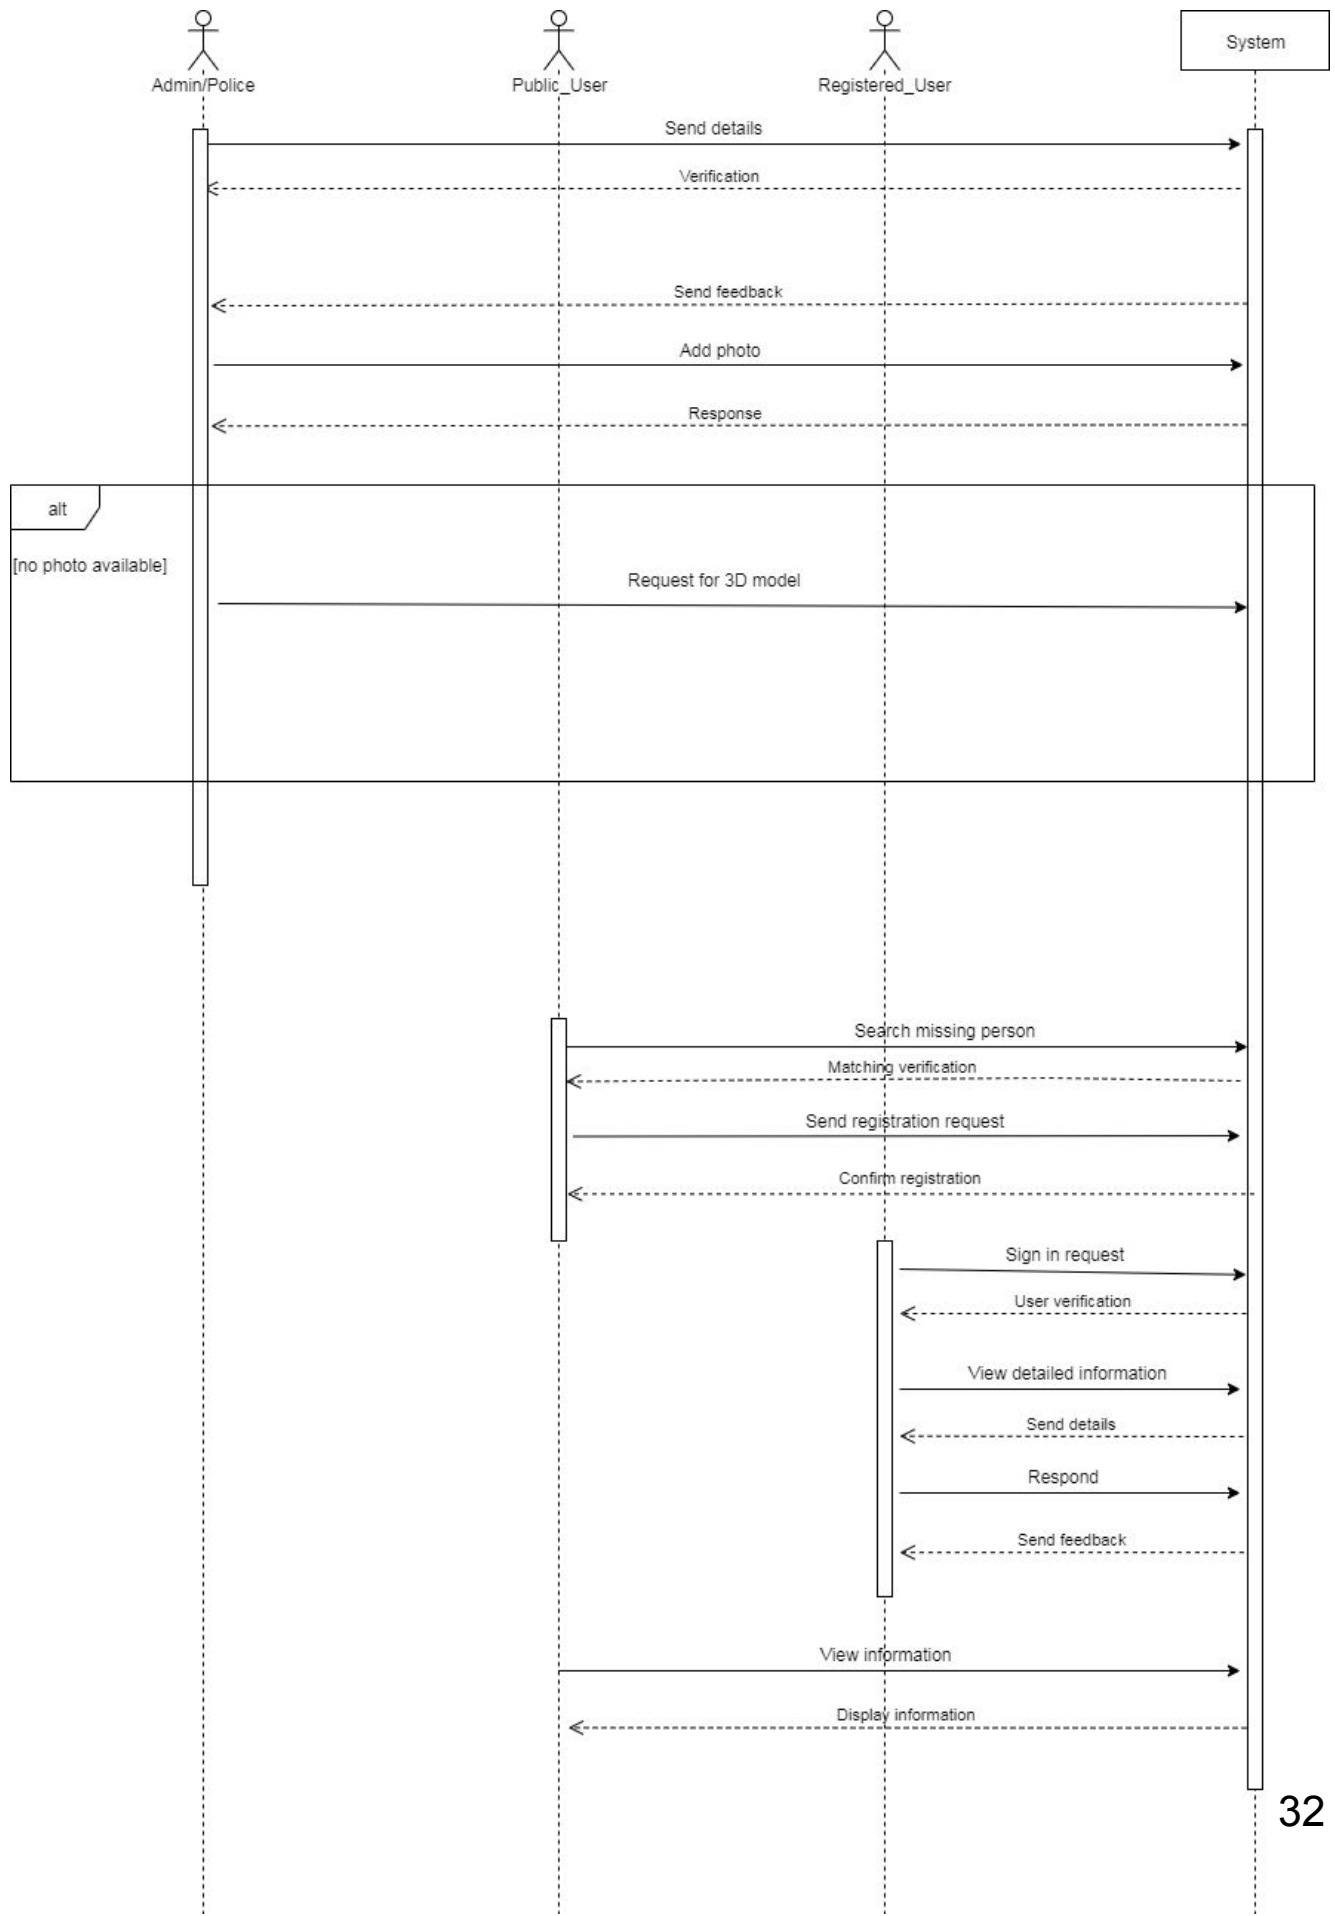 System
Admin/Police
Public_User
Registered_User
Send details
Verification
Send feedback
Add photo
Response
alt
[no photo available]
Request for 3D model
Search missing person
Matching verification
Send registration request
Confirm registration
Sign in request
User verification
View detailed information
Send details
Respond
Send feedback
View information
Display information
32